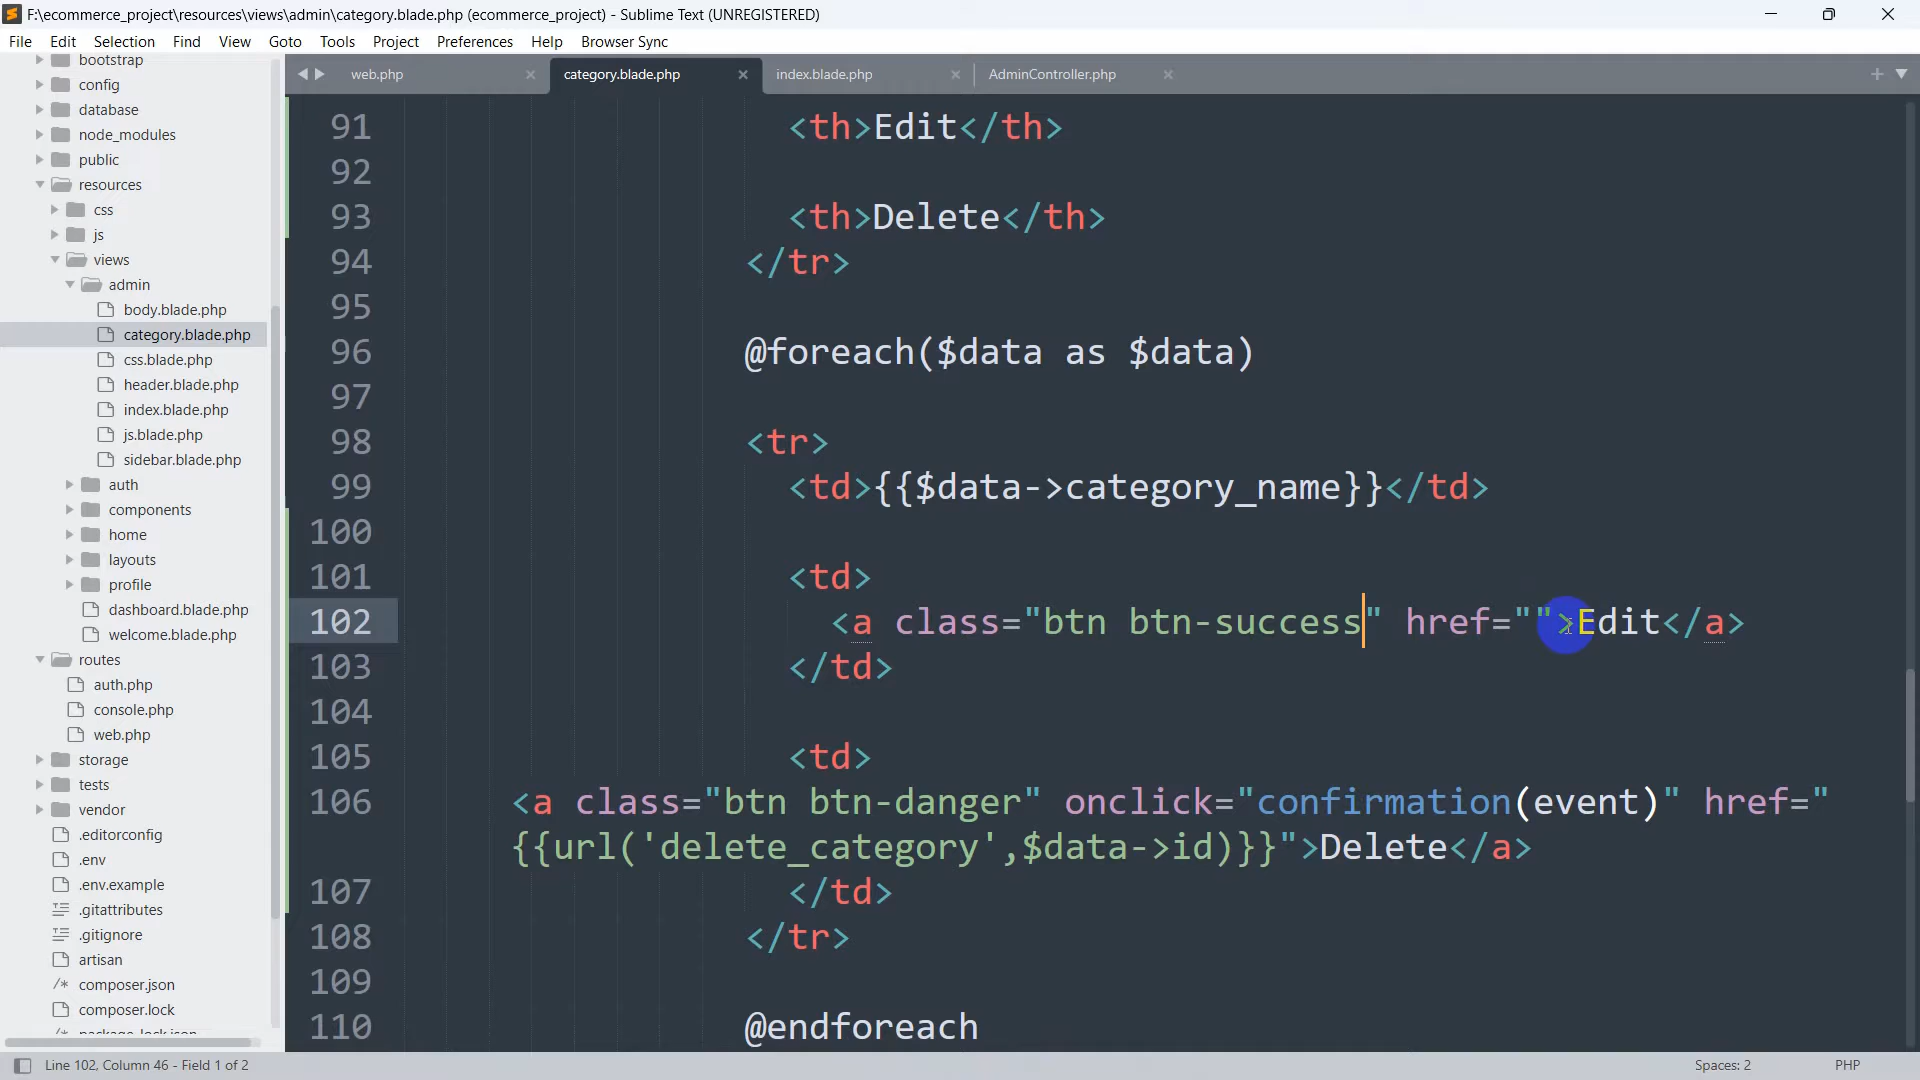 F:\ecommerce_project\resources\views\admin\category.blade.php (ecommerce_project) - Sublime Text (UNREGISTERED)
File Edit Selection Find View Goto Tools Project Preferences Help Browser Sync
bootstrap
config
database
node_modules
public
resources
css
js
views
admin
body.blade.php
category.blade.php
css.blade.php
header.blade.php
index.blade.php
js.blade.php
sidebar.blade.php
auth
components
home
layouts
profile
dashboard.blade.php
welcome.blade.php
routes
auth.php
console.php
web.php
storage
tests
vendor
.editorconfig
.env
.env.example
.gitattributes
.gitignore
artisan
composer.json
composer.lock
package-lock.json
web.php category.blade.php index.blade.php AdminController.php
91 <th>Edit</th>
92
93 <th>Delete</th>
94 </tr>
95
96 @foreach($data as $data)
97
98 <tr>
99 <td>{{$data->category_name}}</td>
100
101 <td>
102 <a class="btn btn-success" href="">Edit</a>
103 </td>
104
105 <td>
106 <a class="btn btn-danger" onclick="confirmation(event)" href="
{{url('delete_category',$data->id)}}">Delete</a>
107 </td>
108 </tr>
109
110 @endforeach
Line 102, Column 46 - Field 1 of 2 Spaces: 2 PHP